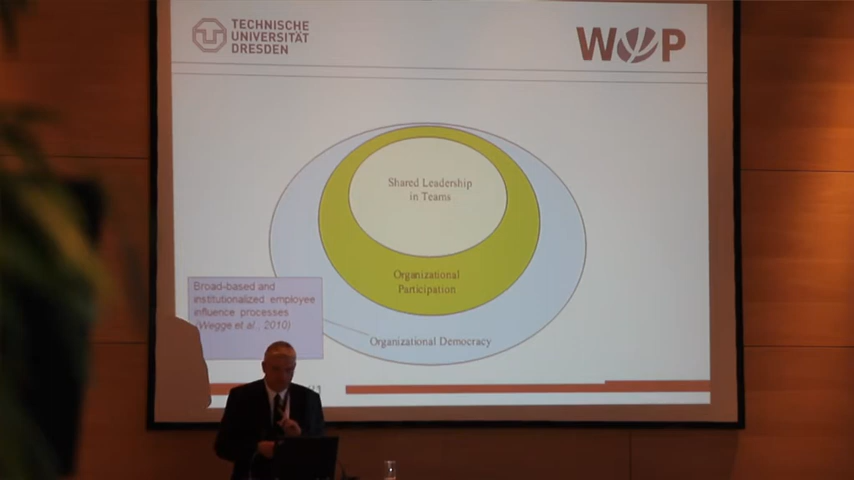 TECHNISCHE
UNIVERSITÄT
DRESDEN
WOP
Shared Leadership
in Teams
Organizational
Participation
Broad-based and
institutionalized employee
influence processes
(Wegge et al., 2010)
Organizational Democracy